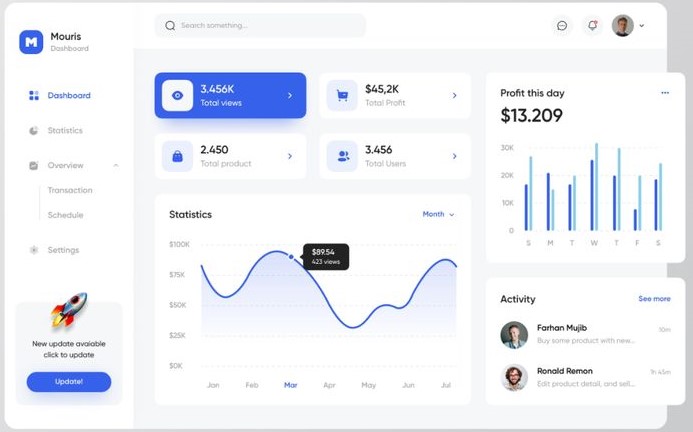 Mouris
Dashboard
Search something...
Dashboard
Statistics
Overview
Transaction
Schedule
Settings
New update avaiable
click to update
Update!
3.456K
Total views
$45,2K
Total Profit
2.450
Total product
3.456
Total Users
Statistics
Month
$100K
$75K
$50K
$25K
$0K
$89.54
423 views
Jan Feb Mar Apr May Jun Jul
Profit this day
$13.209
30K
20K
10K
0
S M T W T F S
Activity
See more
Farhan Mujib
10m
Buy some product with new...
Ronald Remon
1h 45m
Edit product detail, and sell...